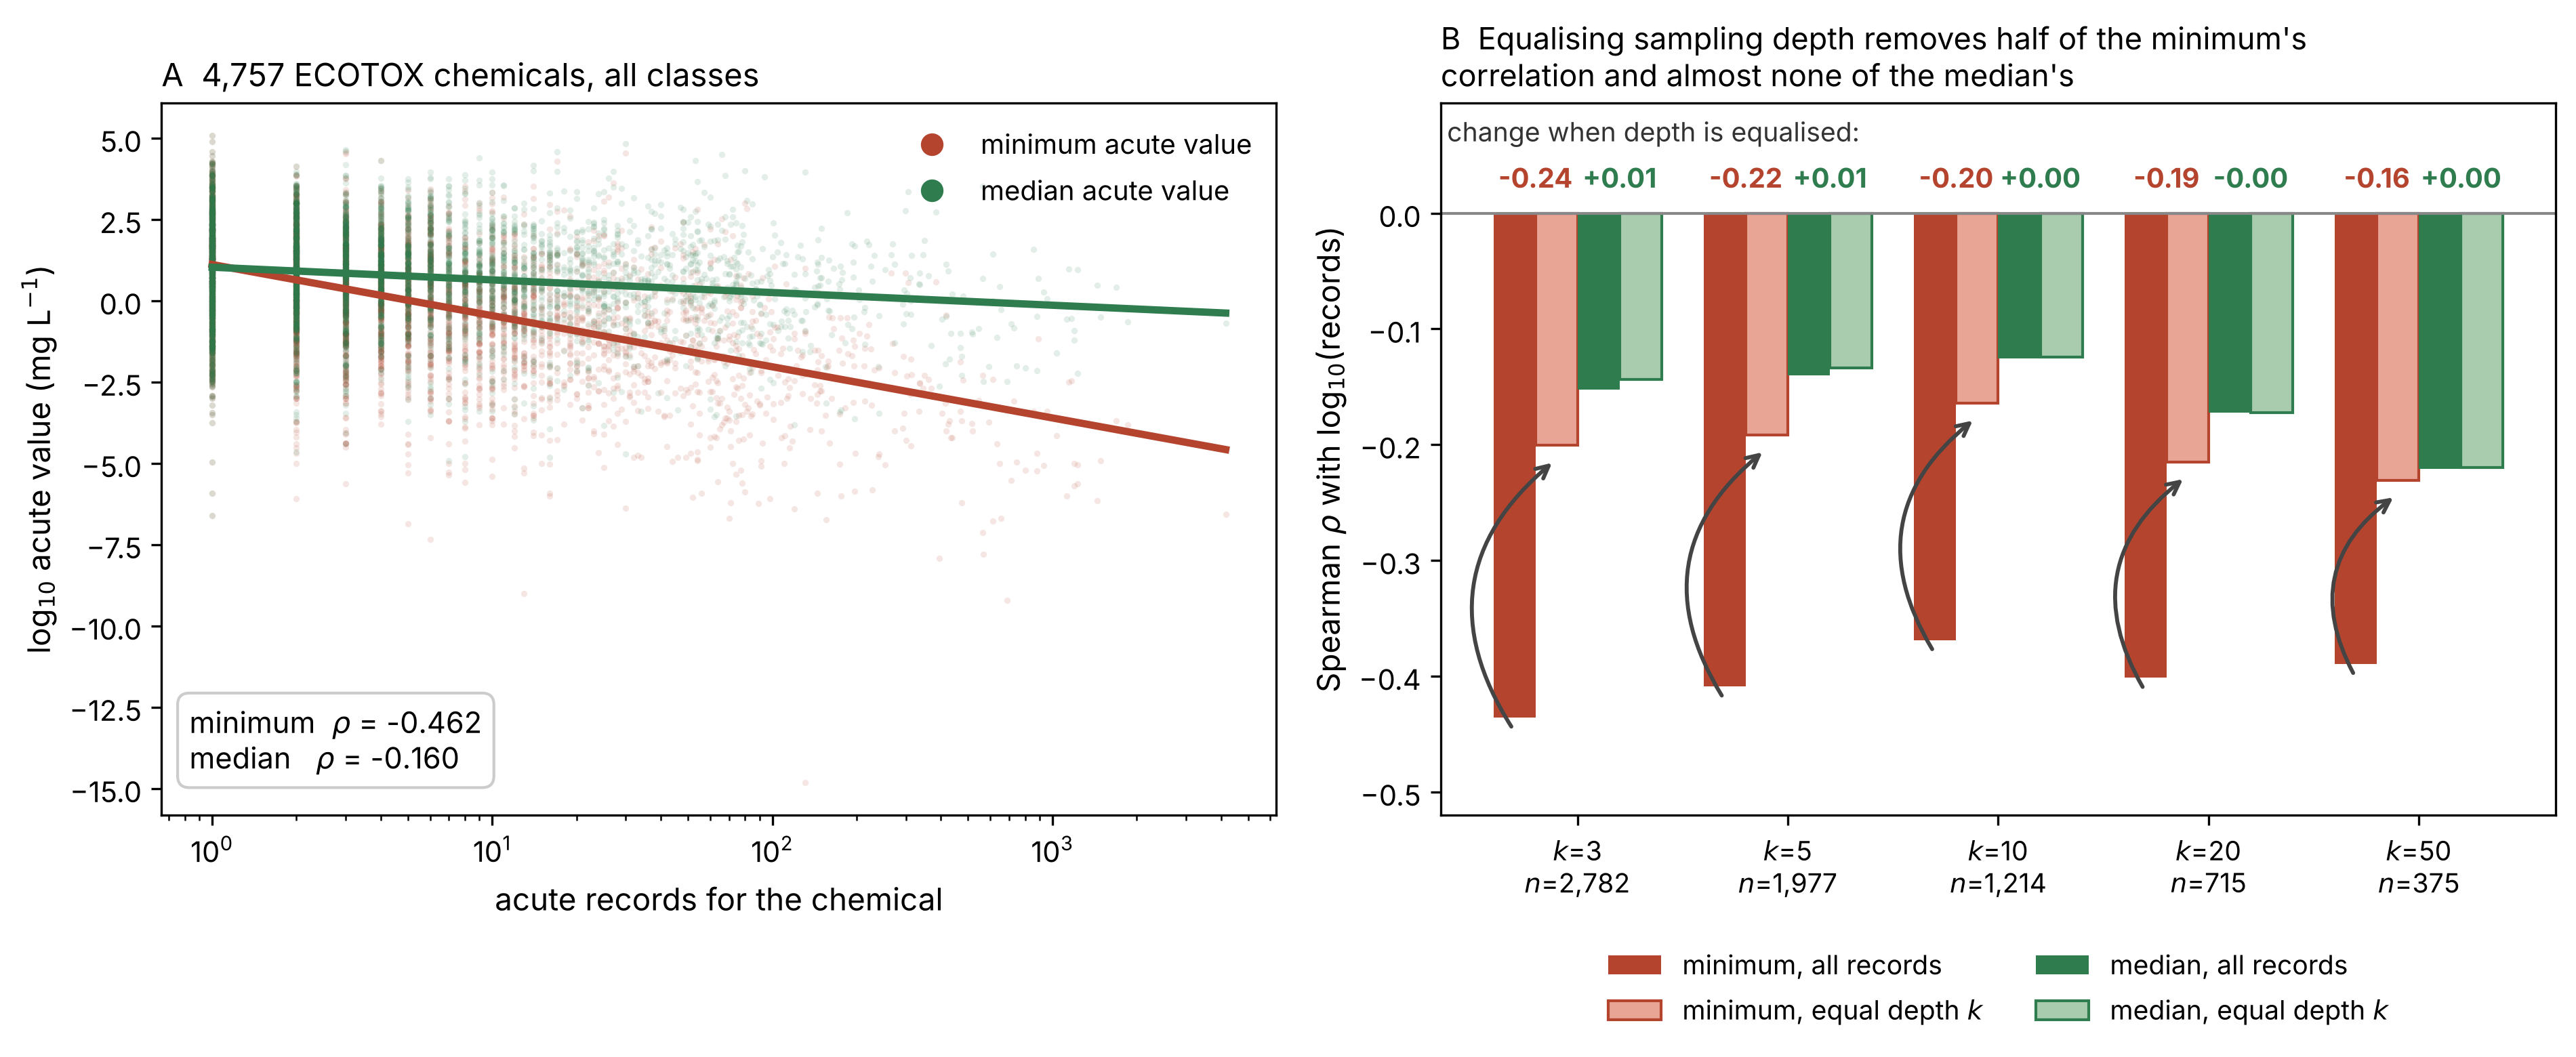 A  4,757 ECOTOX chemicals, all classes
log₁₀ acute value (mg L⁻¹)
5.0
2.5
0.0
−2.5
−5.0
−7.5
−10.0
−12.5
−15.0
minimum acute value
median acute value
minimum ρ = -0.462
median ρ = -0.160
10⁰ 10¹ 10² 10³
acute records for the chemical
B  Equalising sampling depth removes half of the minimum's
correlation and almost none of the median's
Spearman ρ with log₁₀(records)
change when depth is equalised:
-0.24 +0.01 -0.22 +0.01 -0.20 +0.00 -0.19 -0.00 -0.16 +0.00
0.0
−0.1
−0.2
−0.3
−0.4
−0.5
k=3 k=5 k=10 k=20 k=50
n=2,782 n=1,977 n=1,214 n=715 n=375
minimum, all records
minimum, equal depth k
median, all records
median, equal depth k